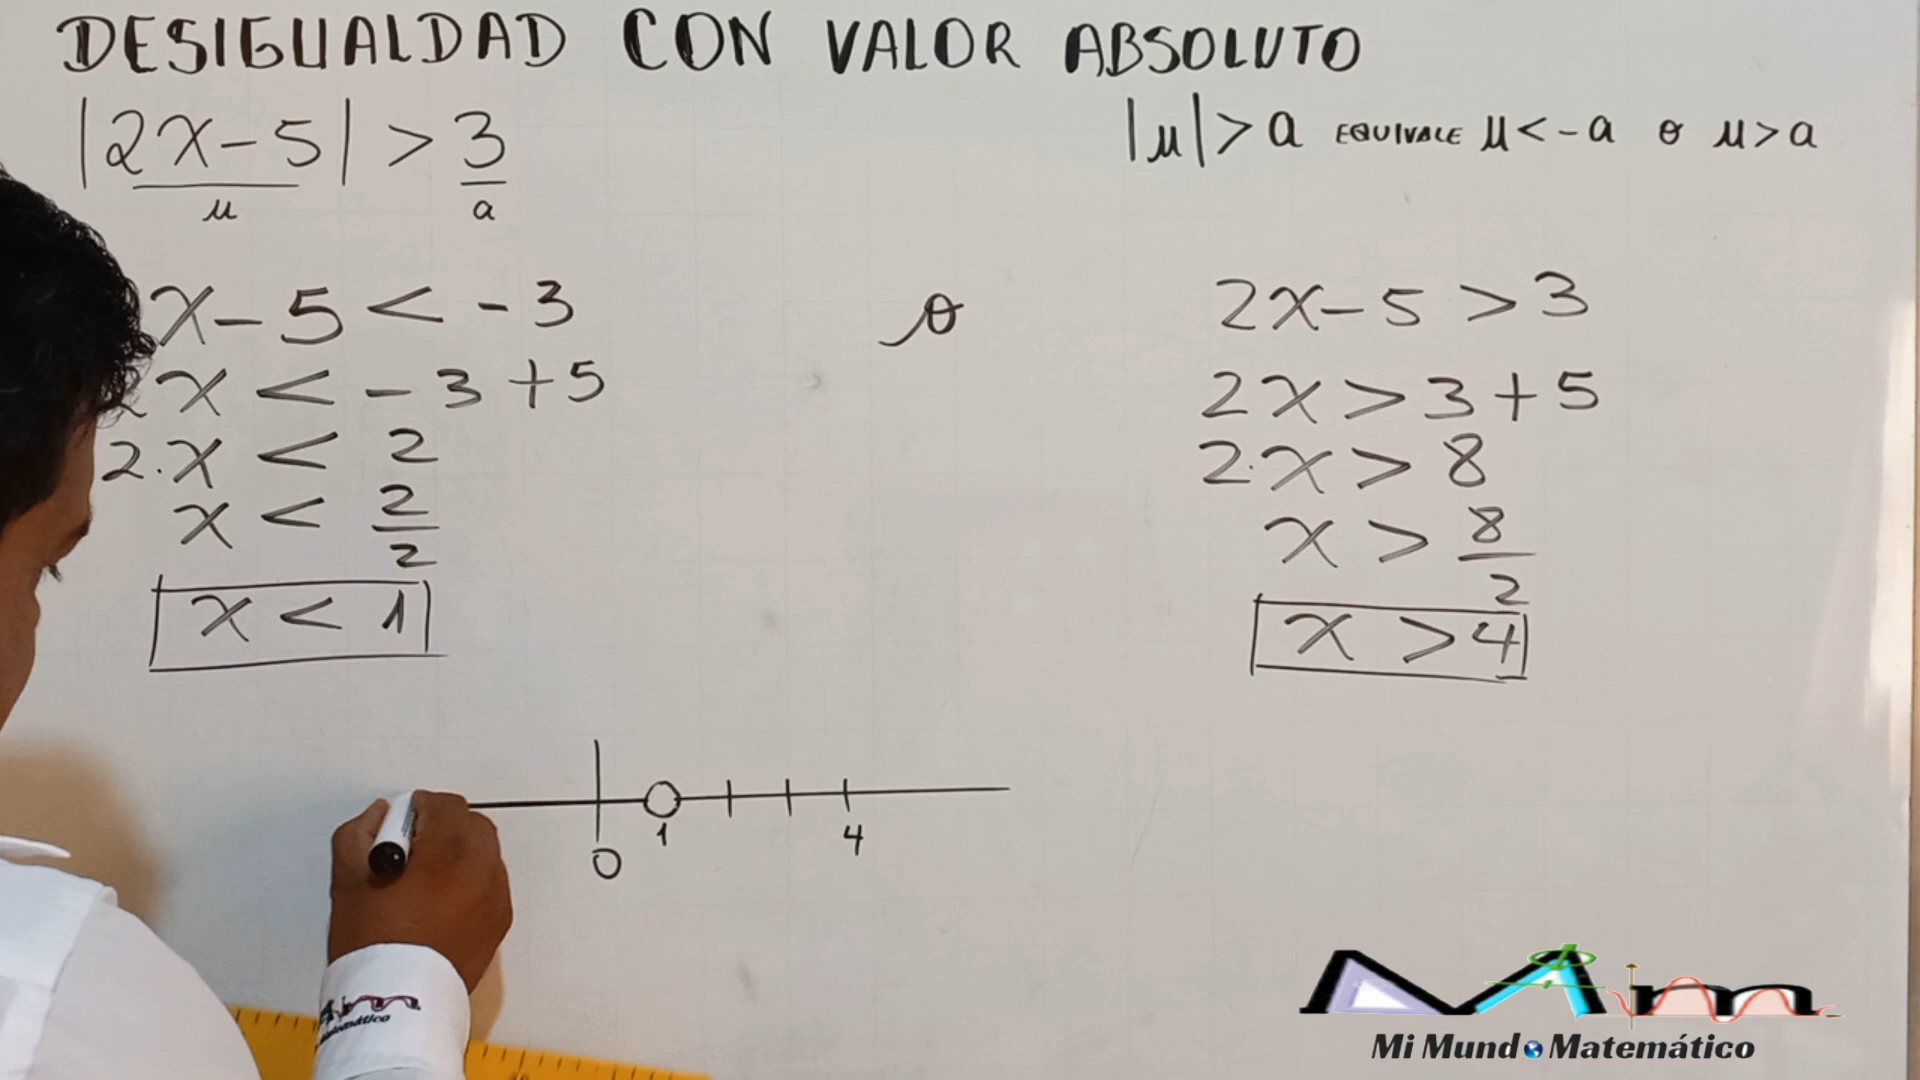 DESIGUALDAD CON VALOR ABSOLUTO
|2x-5| > 3
u a
|u| > a EQUIVALE u < -a o u > a
x-5 < -3
o
2x-5 > 3
x < -3+5
2x > 3+5
2.x < 2
2.x > 8
x < 2/2
x > 8/2
x < 1
x > 4
0 1 4
Mi Mundo Matemático